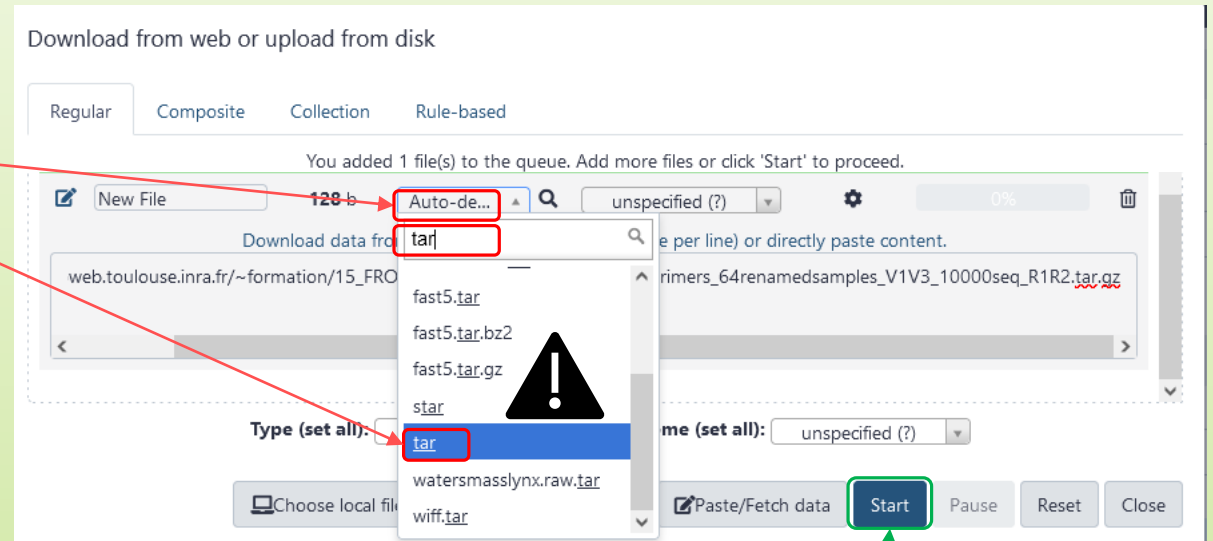 Download from web or upload from disk
Regular Composite Collection Rule-based
You added 1 file(s) to the queue. Add more files or click 'Start' to proceed.
New File 128 b Auto-de... unspecified (?) 0%
Download data tar e per line) or directly paste content.
web.toulouse.inra.fr/~formation/15_FRO rimers_64renamedsamples_V1V3_10000seq_R1R2.tar.gz
fast5.tar
fast5.tar.bz2
fast5.tar.gz
star
Type (set all): me (set all): unspecified (?)
tar
watersmasslynx.raw.tar
Choose local fil Paste/Fetch data Start Pause Reset Close
wiff.tar